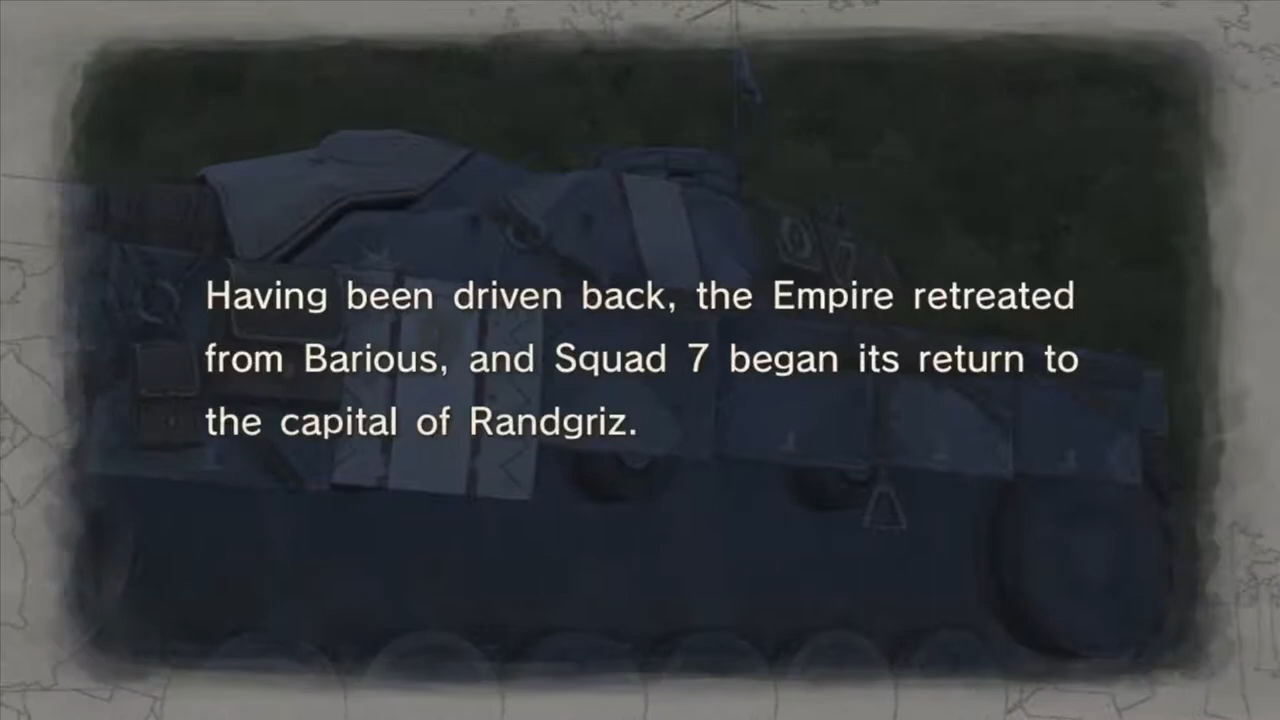 Having been driven back, the Empire retreated
from Barious, and Squad 7 began its return to
the capital of Randgriz.
07